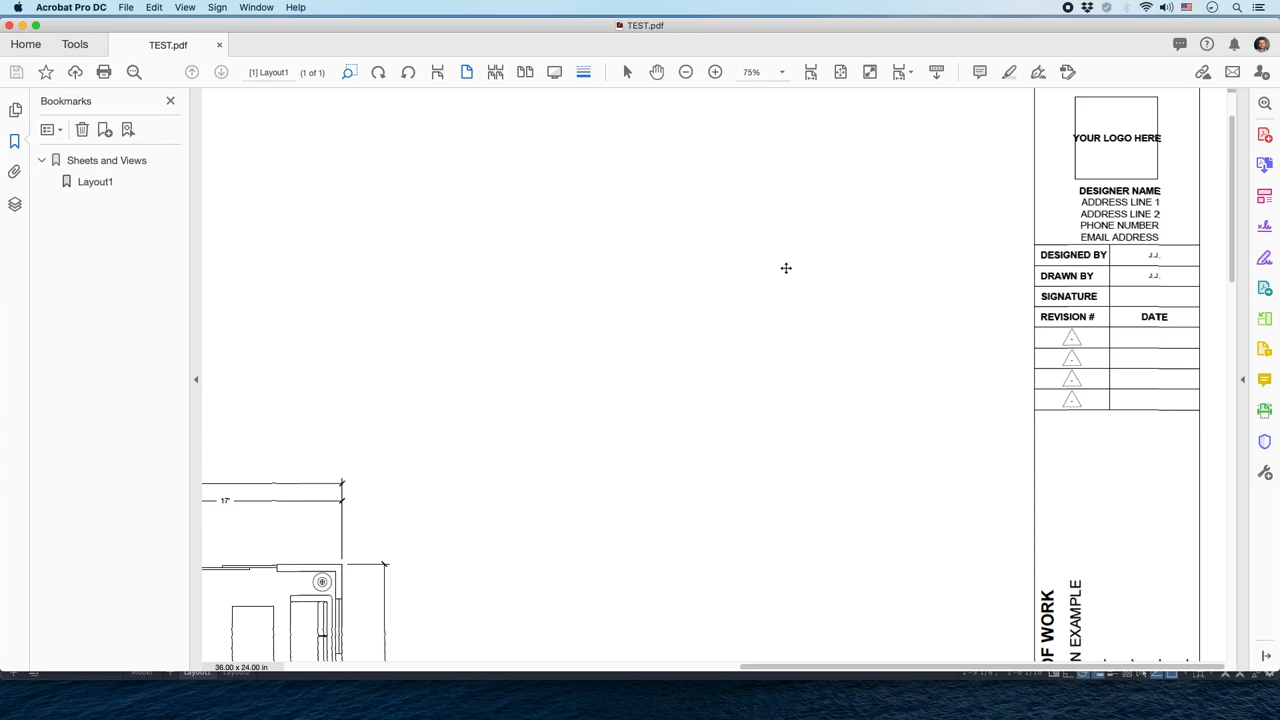 Acrobat Pro DC File Edit View Sign Window Help
TEST.pdf
Home Tools TEST.pdf ×
[1] Layout1 (1 of 1) 75%
Bookmarks
Sheets and Views
Layout1
YOUR LOGO HERE
DESIGNER NAME
ADDRESS LINE 1
ADDRESS LINE 2
PHONE NUMBER
EMAIL ADDRESS
DESIGNED BY J.J.
DRAWN BY J.J.
SIGNATURE
REVISION # DATE
-
-
-
-
17'
OF WORK
N EXAMPLE
36.00 x 24.00 in
Model Layout1 Layout2